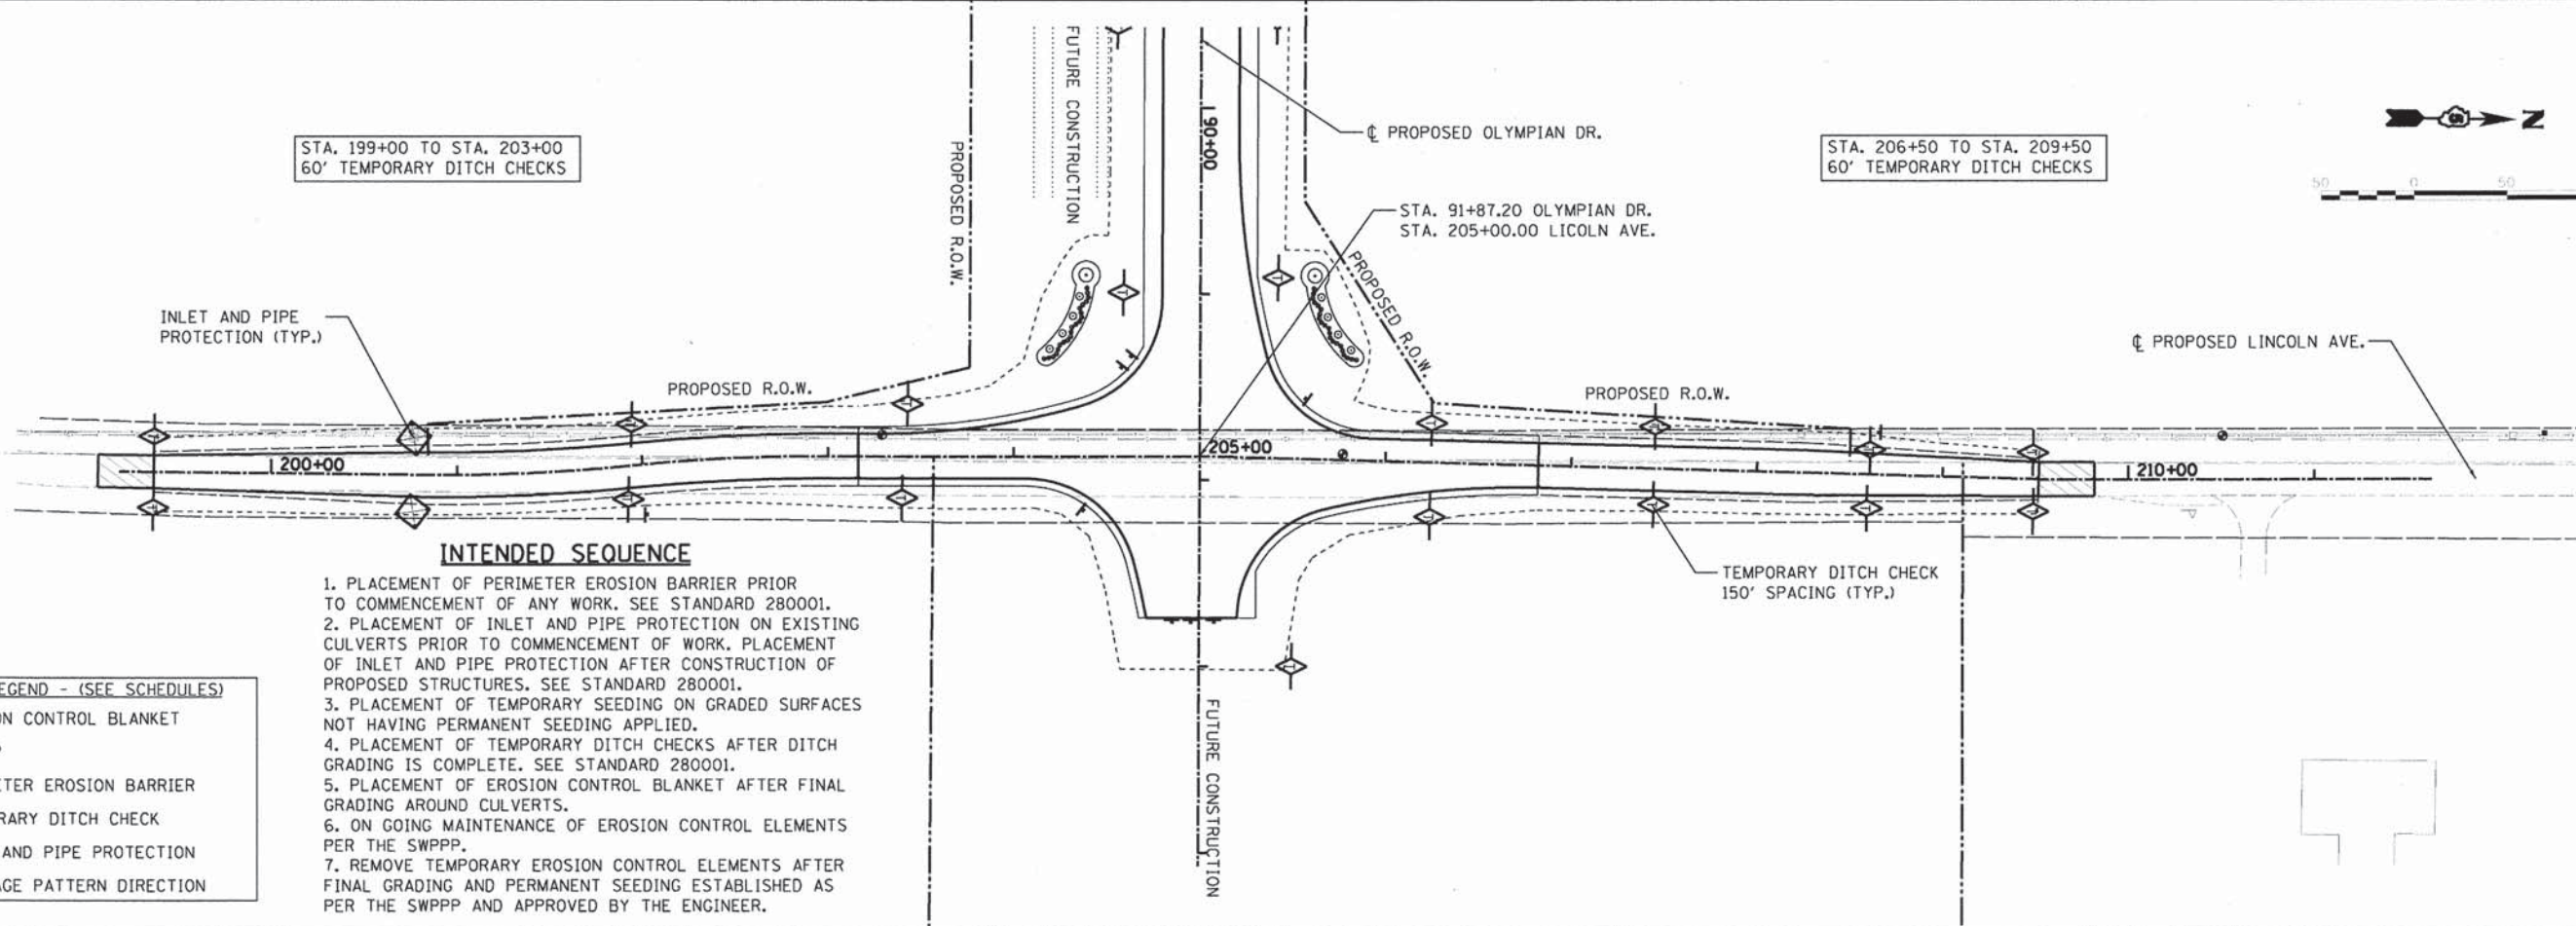 STA. 199+00 TO STA. 203+00
60' TEMPORARY DITCH CHECKS
FUTURE CONSTRUCTION
PROPOSED R.O.W.
90+00
℄ PROPOSED OLYMPIAN DR.
STA. 206+50 TO STA. 209+50
60' TEMPORARY DITCH CHECKS
N
50 0 50
STA. 91+87.20 OLYMPIAN DR.
STA. 205+00.00 LICOLN AVE.
PROPOSED R.O.W.
INLET AND PIPE
PROTECTION (TYP.)
℄ PROPOSED LINCOLN AVE.
PROPOSED R.O.W.
PROPOSED R.O.W.
200+00
205+00
210+00
TEMPORARY DITCH CHECK
150' SPACING (TYP.)
FUTURE CONSTRUCTION
INTENDED SEQUENCE
1. PLACEMENT OF PERIMETER EROSION BARRIER PRIOR
TO COMMENCEMENT OF ANY WORK. SEE STANDARD 280001.
2. PLACEMENT OF INLET AND PIPE PROTECTION ON EXISTING
CULVERTS PRIOR TO COMMENCEMENT OF WORK. PLACEMENT
OF INLET AND PIPE PROTECTION AFTER CONSTRUCTION OF
PROPOSED STRUCTURES. SEE STANDARD 280001.
3. PLACEMENT OF TEMPORARY SEEDING ON GRADED SURFACES
NOT HAVING PERMANENT SEEDING APPLIED.
4. PLACEMENT OF TEMPORARY DITCH CHECKS AFTER DITCH
GRADING IS COMPLETE. SEE STANDARD 280001.
5. PLACEMENT OF EROSION CONTROL BLANKET AFTER FINAL
GRADING AROUND CULVERTS.
6. ON GOING MAINTENANCE OF EROSION CONTROL ELEMENTS
PER THE SWPPP.
7. REMOVE TEMPORARY EROSION CONTROL ELEMENTS AFTER
FINAL GRADING AND PERMANENT SEEDING ESTABLISHED AS
PER THE SWPPP AND APPROVED BY THE ENGINEER.
EGEND - (SEE SCHEDULES)
N CONTROL BLANKET
TER EROSION BARRIER
RARY DITCH CHECK
AND PIPE PROTECTION
GE PATTERN DIRECTION